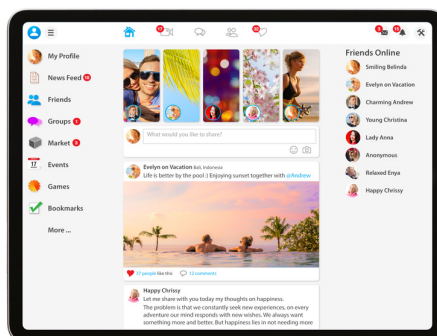 My Profile
News Feed
Friends
Groups
Market
17
Events
Games
Bookmarks
More ...
What would you like to share?
Evelyn on Vacation Bali, Indonesia
Life is better by the pool :) Enjoying sunset together with @Andrew
37 people like this
12 comments
Happy Chrissy
Let me share with you today my thoughts on happiness.
The problem is that we constantly seek new experiences, on every
adventure our mind responds with new wishes. We always want
something more and better. But happiness lies in not needing more
Friends Online
Smiling Belinda
Evelyn on Vacation
Charming Andrew
Young Christina
Lady Anna
Anonymous
Relaxed Enya
Happy Chrissy